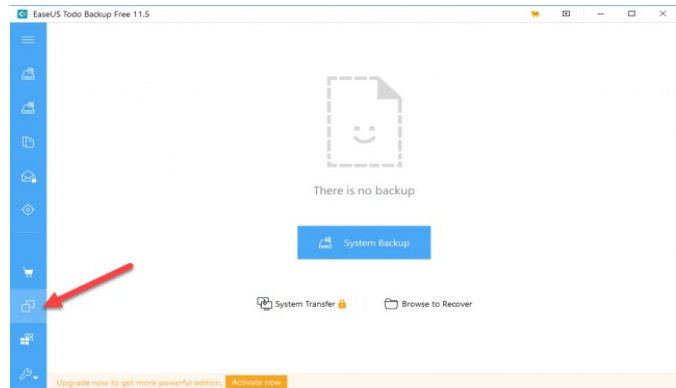 EaseUS Todo Backup Free 11.5
There is no backup
System Backup
System Transfer
Browse to Recover
Upgrade now to get more powerful edition.
Activate now